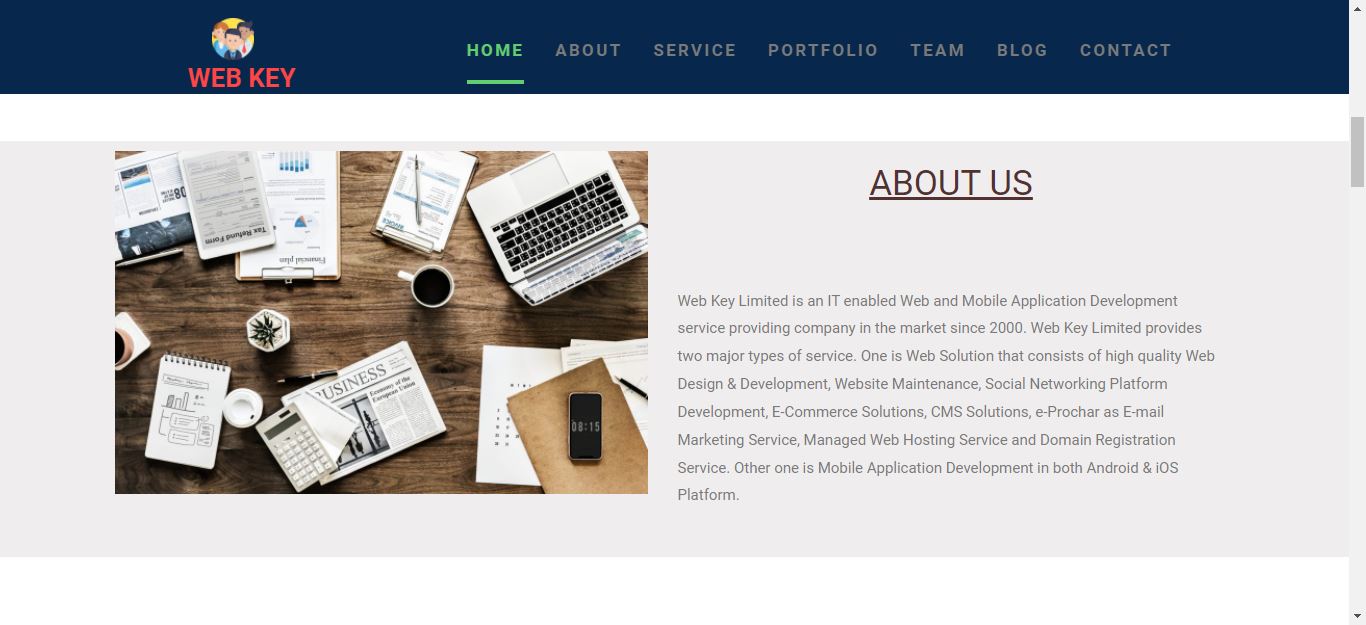 WEB KEY
HOME ABOUT SERVICE PORTFOLIO TEAM BLOG CONTACT
ABOUT US
Web Key Limited is an IT enabled Web and Mobile Application Development
service providing company in the market since 2000. Web Key Limited provides
two major types of service. One is Web Solution that consists of high quality Web
Design & Development, Website Maintenance, Social Networking Platform
Development, E-Commerce Solutions, CMS Solutions, e-Prochar as E-mail
Marketing Service, Managed Web Hosting Service and Domain Registration
Service. Other one is Mobile Application Development in both Android & iOS
Platform.
Tax Refund Form
Financial plan
INVOICE
BUSINESS
Economy of the
European Union
08:15